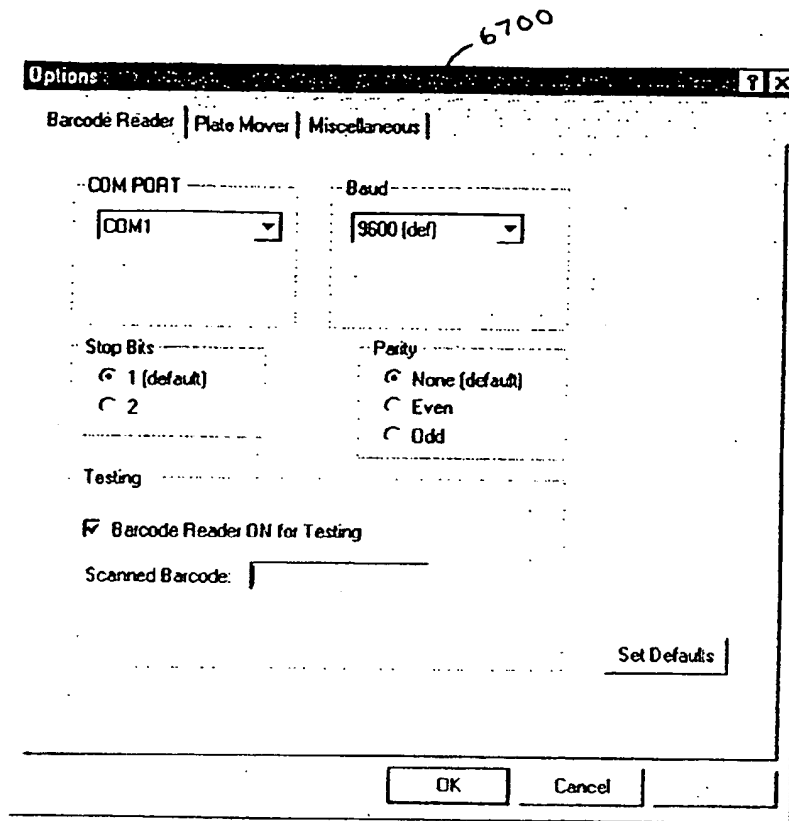 6700
Options
Barcode Reader Plate Mover Miscellaneous
COM PORT Baud
COM1 9600 (def)
Stop Bits Parity
1 (default) None (default)
2 Even
Odd
Testing
Barcode Reader ON for Testing
Scanned Barcode:
Set Defaults
OK Cancel